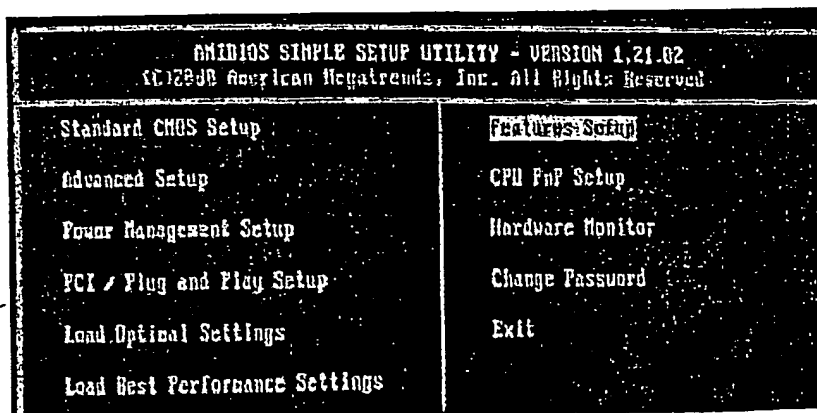 AMIBIOS SIMPLE SETUP UTILITY - VERSION 1.21.02
(C)2000 American Megatrends, Inc. All Rights Reserved
Standard CMOS Setup
Advanced Setup
Power Management Setup
PCI / Plug and Play Setup
Load Optimal Settings
Load Best Performance Settings
Features Setup
CPU PnP Setup
Hardware Monitor
Change Password
Exit